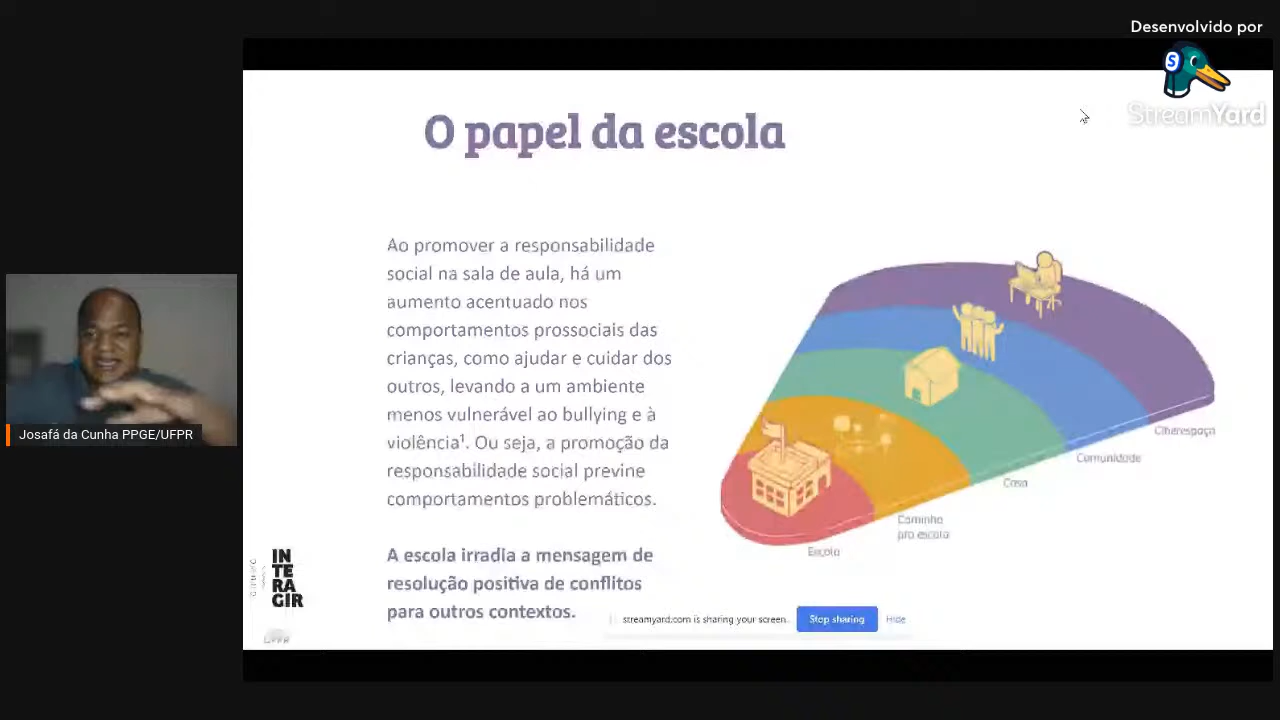 Desenvolvido por
StreamYard
O papel da escola
Ao promover a responsabilidade
social na sala de aula, há um
aumento acentuado nos
comportamentos prossociais das
crianças, como ajudar e cuidar dos
outros, levando a um ambiente
menos vulnerável ao bullying e à
violência¹. Ou seja, a promoção da
responsabilidade social previne
comportamentos problemáticos.
A escola irradia a mensagem de
resolução positiva de conflitos
para outros contextos.
Ciberespaço
Comunidade
Casa
Caminho
pro escola
Escola
Josafá da Cunha PPGE/UFPR
IN
TE
RA
GIR
UFPR
streamyard.com is sharing your screen.
Stop sharing
Hide